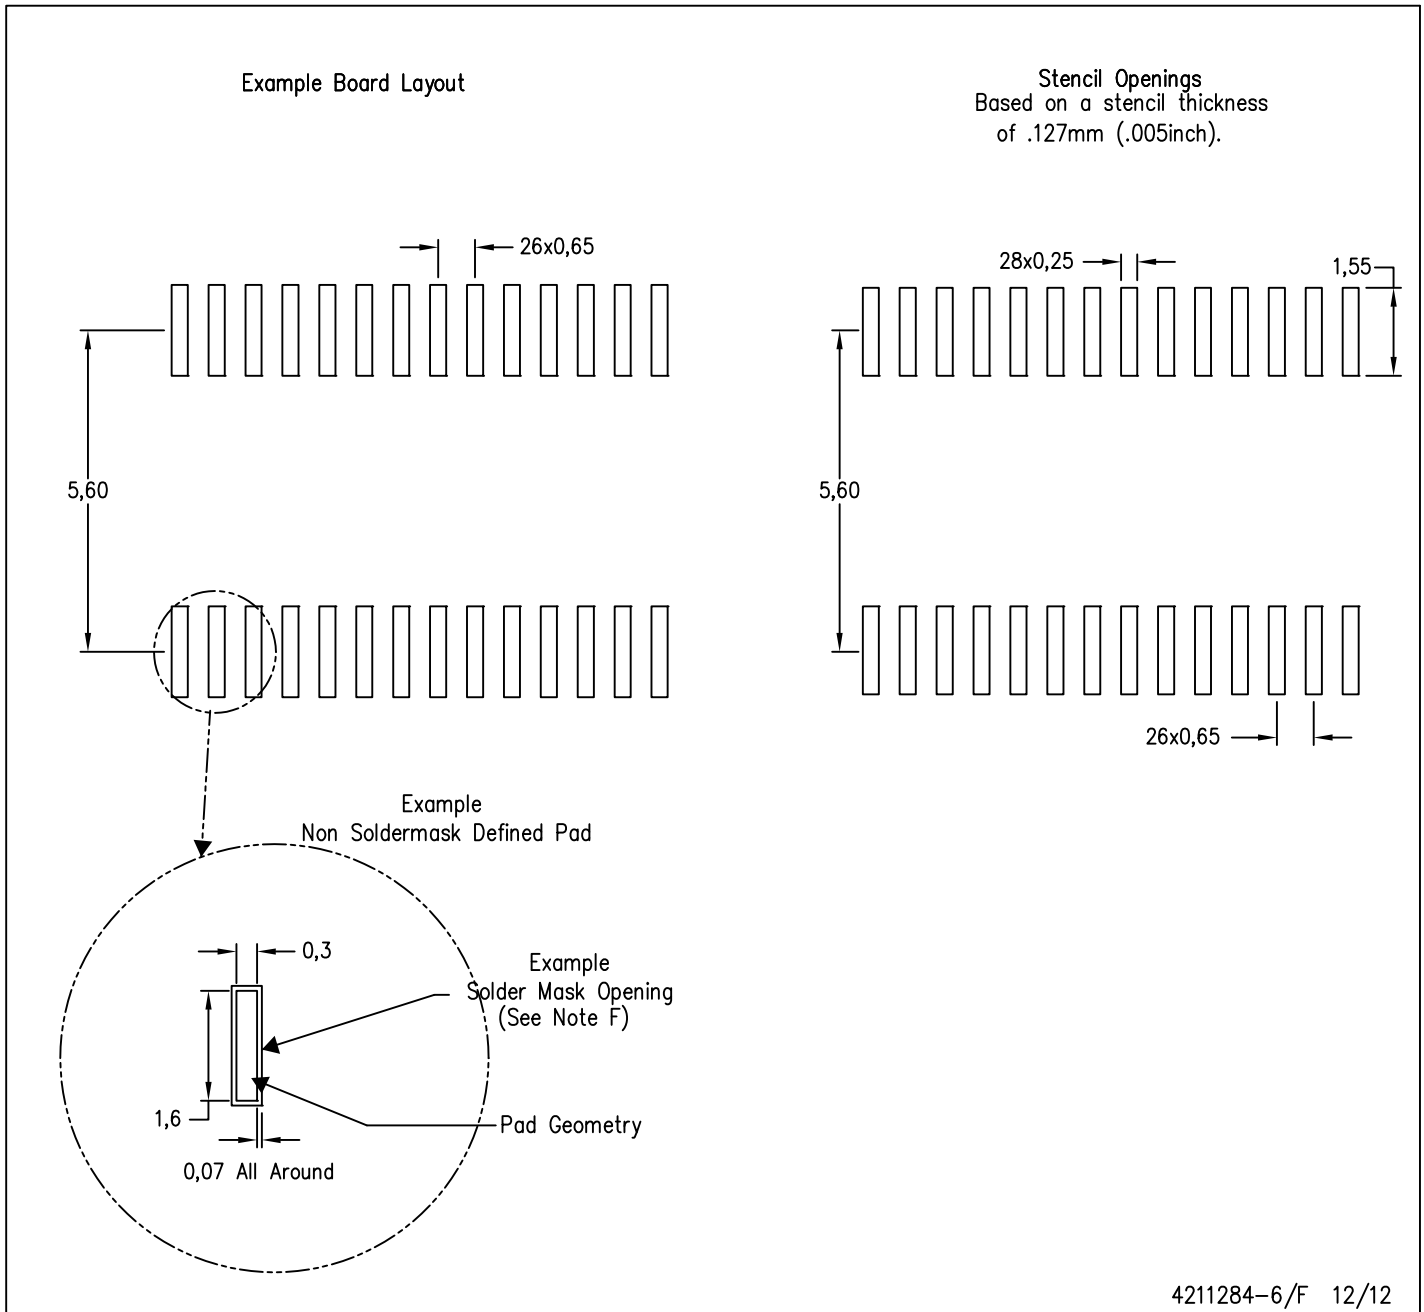 Example Board Layout
Stencil Openings
Based on a stencil thickness
of .127mm (.005inch).
26x0,65
28x0,25
1,55
5,60
5,60
26x0,65
Example
Non Soldermask Defined Pad
0,3
Example
Solder Mask Opening
(See Note F)
1,6
Pad Geometry
0,07 All Around
4211284-6/F 12/12